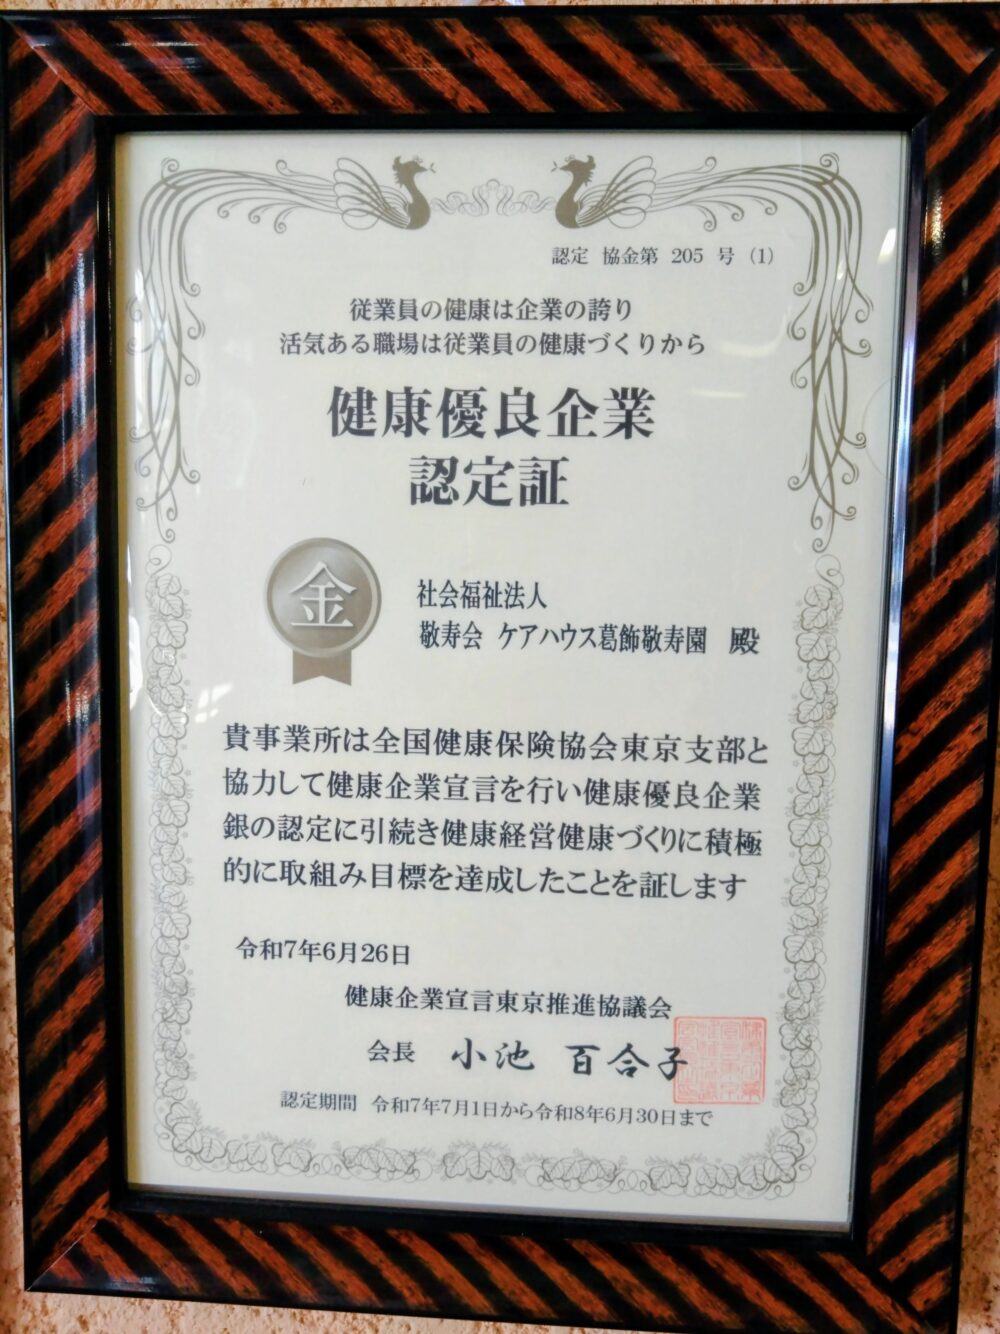 認定 協金第 205 号 (1)
従業員の健康は企業の誇り
活気ある職場は従業員の健康づくりから
健康優良企業
認定証
金
社会福祉法人
敬寿会 ケアハウス葛飾敬寿園 殿
貴事業所は全国健康保険協会東京支部と
協力して健康企業宣言を行い健康優良企業
銀の認定に引続き健康経営健康づくりに積極
的に取組み目標を達成したことを証します
令和7年6月26日
健康企業宣言東京推進協議会
会長 小池 百合子
認定期間 令和7年7月1日から令和8年6月30日まで